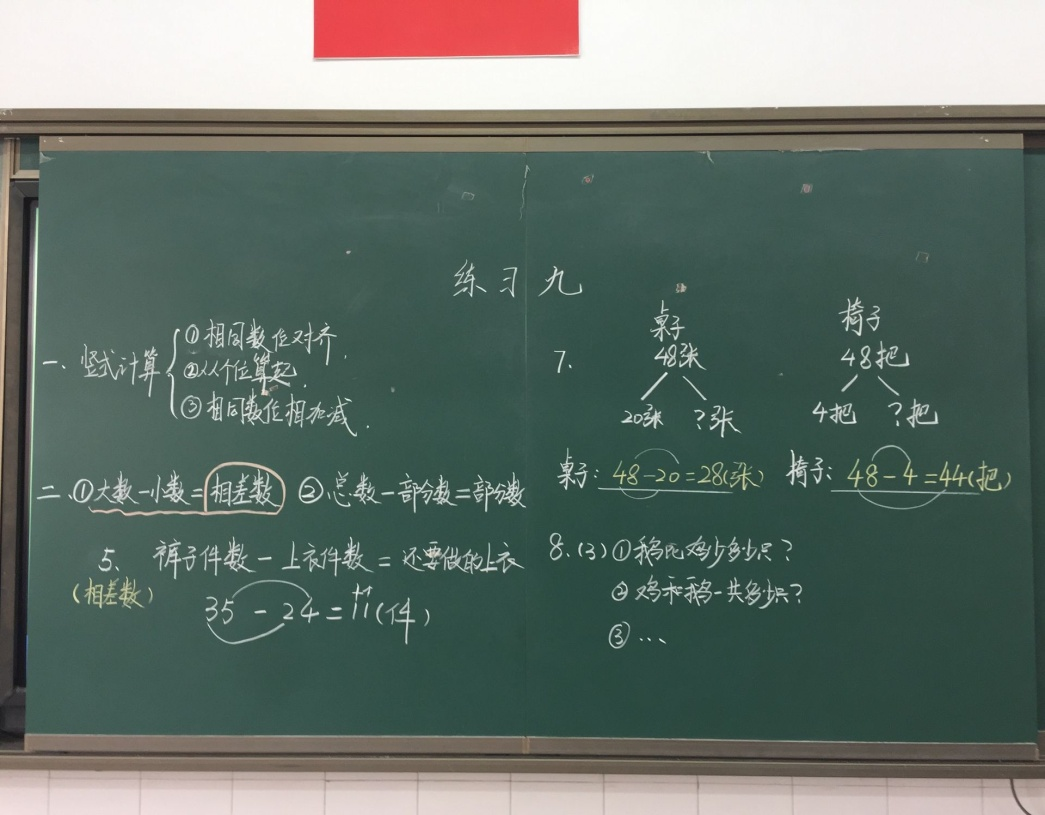 练习九
一、竖式计算
①相同数位对齐.
②从个位算起.
③相同数位相加减.
二、①大数-小数=相差数 ②总数-部分数=部分数
5、裤子件数-上衣件数=还要做的上衣
(相差数)
35-24=11(件)
7.
桌子
48张
20张 ?张
椅子
48把
4把 ?把
桌子: 48-20=28(张) 椅子: 48-4=44(把)
8.(3)①鹅比鸡少多少只?
②鸡和鹅一共多少只?
③…